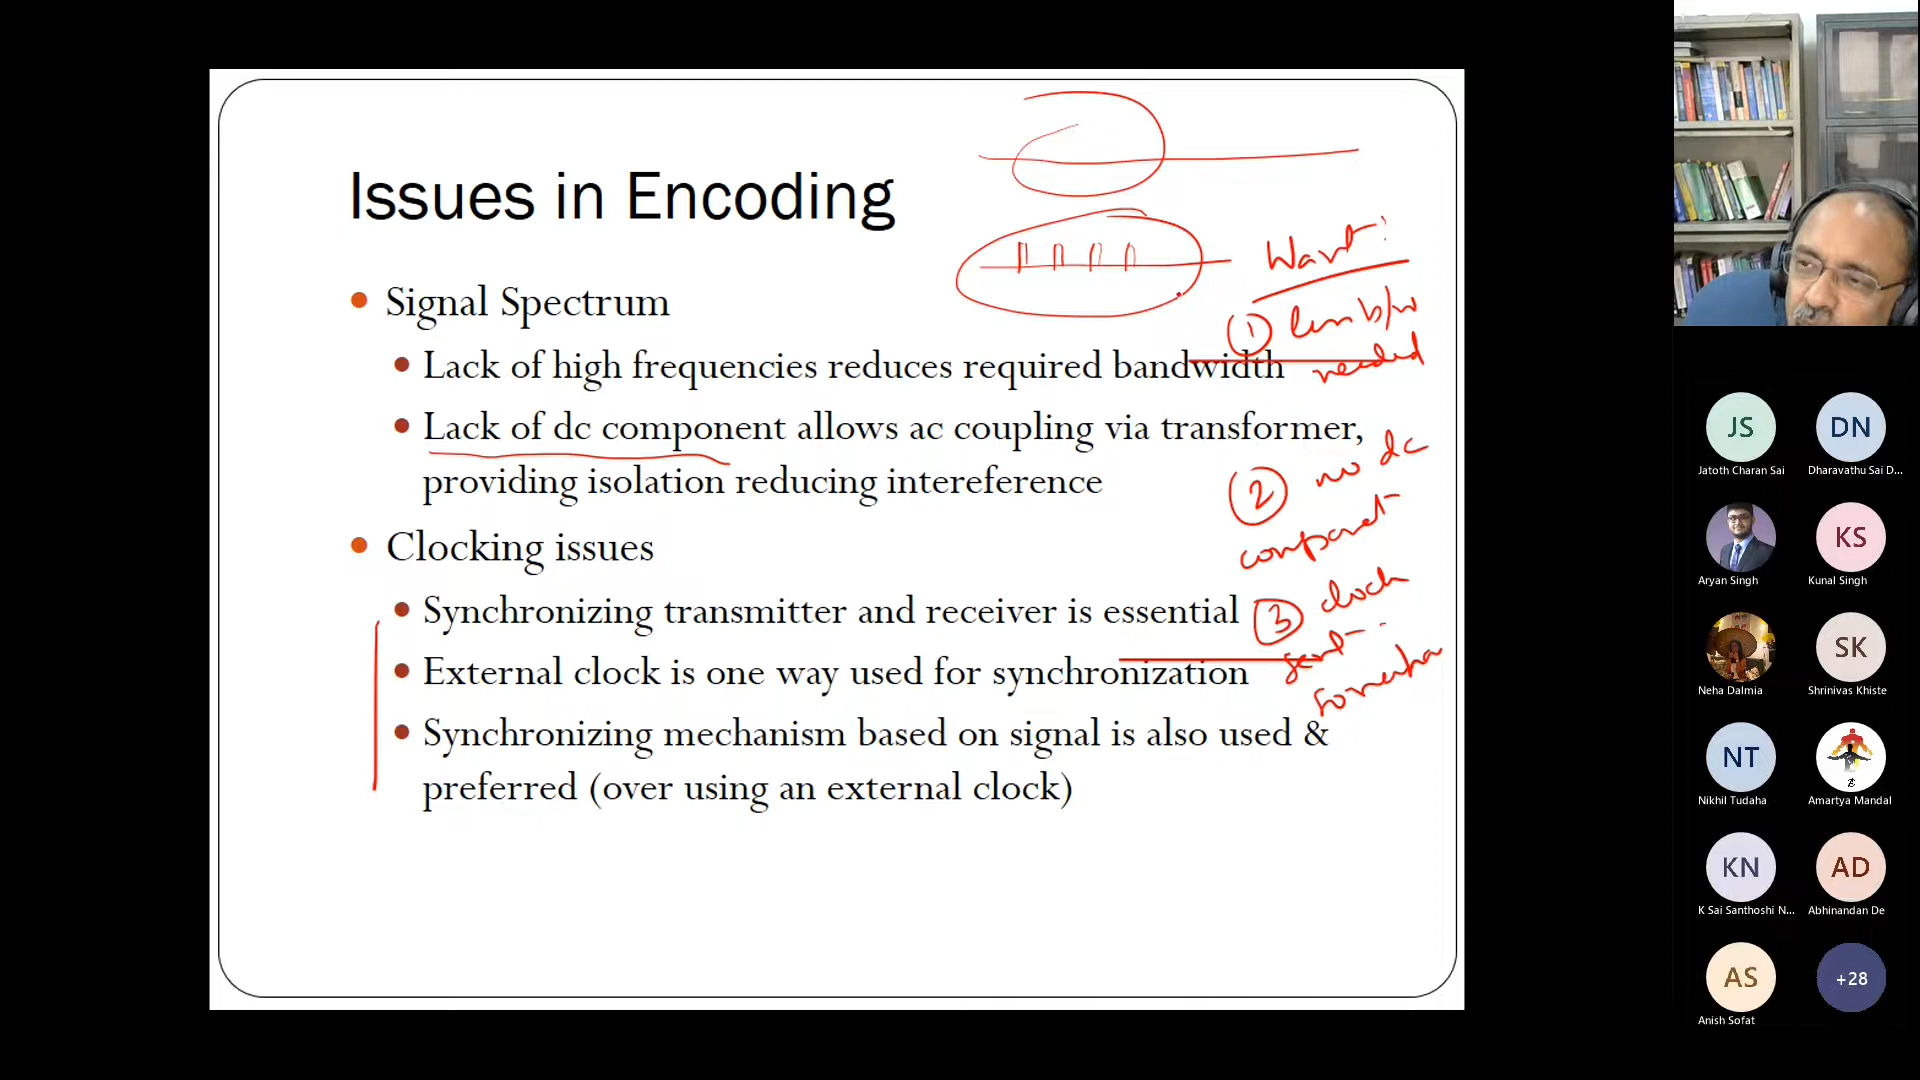 Issues in Encoding
Signal Spectrum
Lack of high frequencies reduces required bandwidth
Lack of dc component allows ac coupling via transformer,
providing isolation reducing intereference
Clocking issues
Synchronizing transmitter and receiver is essential
External clock is one way used for synchronization
Synchronizing mechanism based on signal is also used &
preferred (over using an external clock)
Want:
1 less b/w
needed
2 no dc
component
3 clock
sent
JS
DN
Jatoth Charan Sai
Dharavathu Sai D...
KS
Aryan Singh
Kunal Singh
SK
Neha Dalmia
Shrinivas Khiste
NT
Nikhil Tudaha
Amartya Mandal
KN
AD
K Sai Santhoshi N...
Abhinandan De
AS
+28
Anish Sofat